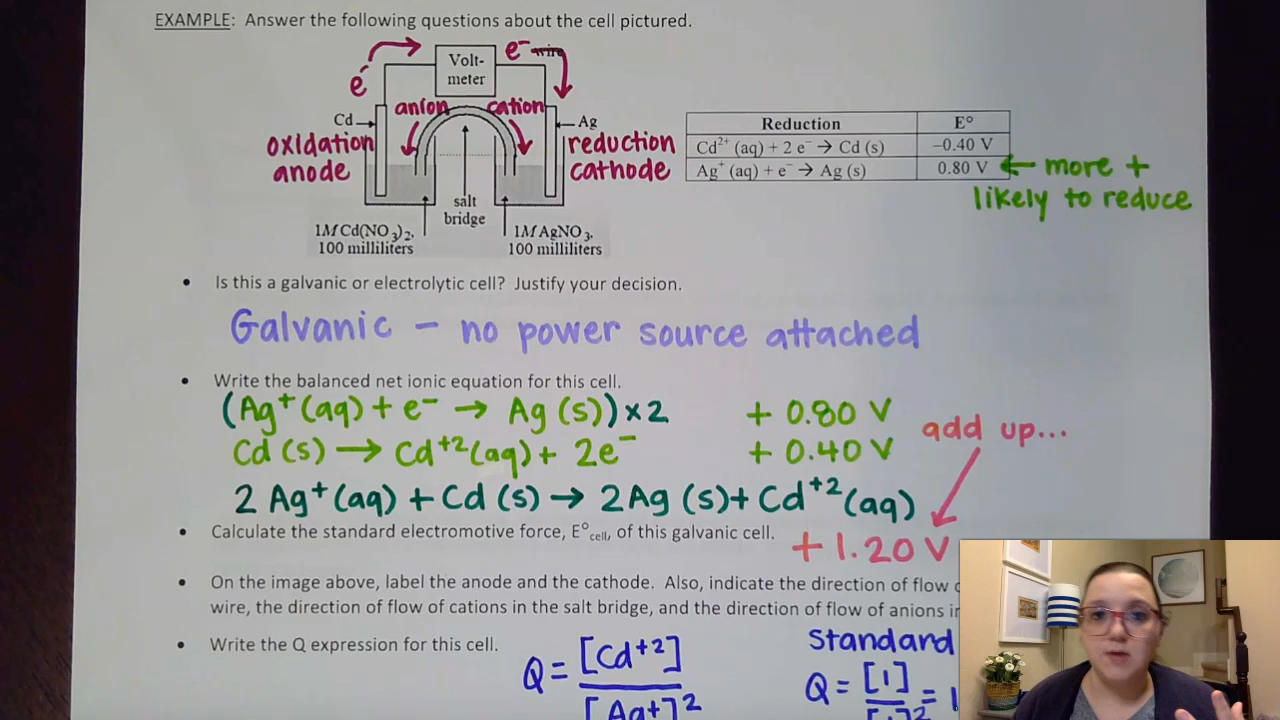 EXAMPLE: Answer the following questions about the cell pictured.
e⁻
Volt-
meter
e⁻ wire
anion
cation
Cd
Ag
oxidation
anode
reduction
cathode
salt
bridge
1M Cd(NO₃)₂,
100 milliliters
1M AgNO₃,
100 milliliters
Reduction E°
Cd²⁺ (aq) + 2 e⁻ → Cd (s) −0.40 V
Ag⁺ (aq) + e⁻ → Ag (s) 0.80 V
← more +
likely to reduce
• Is this a galvanic or electrolytic cell? Justify your decision.
Galvanic – no power source attached
• Write the balanced net ionic equation for this cell.
(Ag⁺(aq) + e⁻ → Ag (s)) x2 + 0.80 V
Cd (s) → Cd⁺²(aq) + 2e⁻ + 0.40 V
add up...
2 Ag⁺(aq) + Cd (s) → 2Ag (s) + Cd⁺²(aq)
• Calculate the standard electromotive force, E°cell, of this galvanic cell.
+ 1.20 V
• On the image above, label the anode and the cathode. Also, indicate the direction of flow
wire, the direction of flow of cations in the salt bridge, and the direction of flow of anions
• Write the Q expression for this cell.
Q = [Cd⁺²] / [Ag⁺]²
Standard
Q = [1] / [1]² = 1